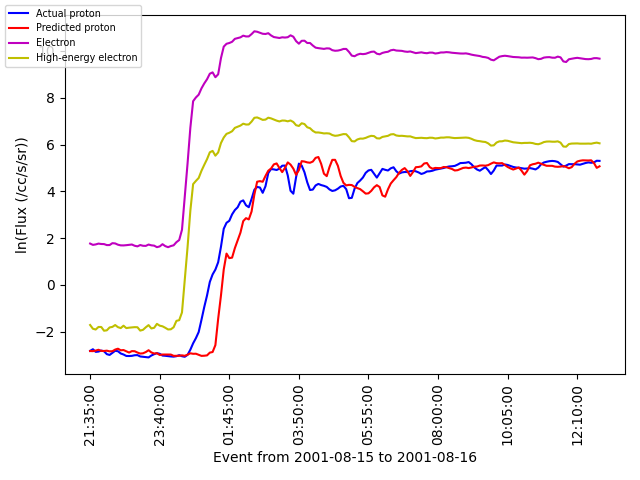 Actual proton
Predicted proton
Electron
High-energy electron
10
8
6
4
2
0
−2
ln(Flux (/cc/s/sr))
21:35:00
23:40:00
01:45:00
03:50:00
05:55:00
08:00:00
10:05:00
12:10:00
Event from 2001-08-15 to 2001-08-16